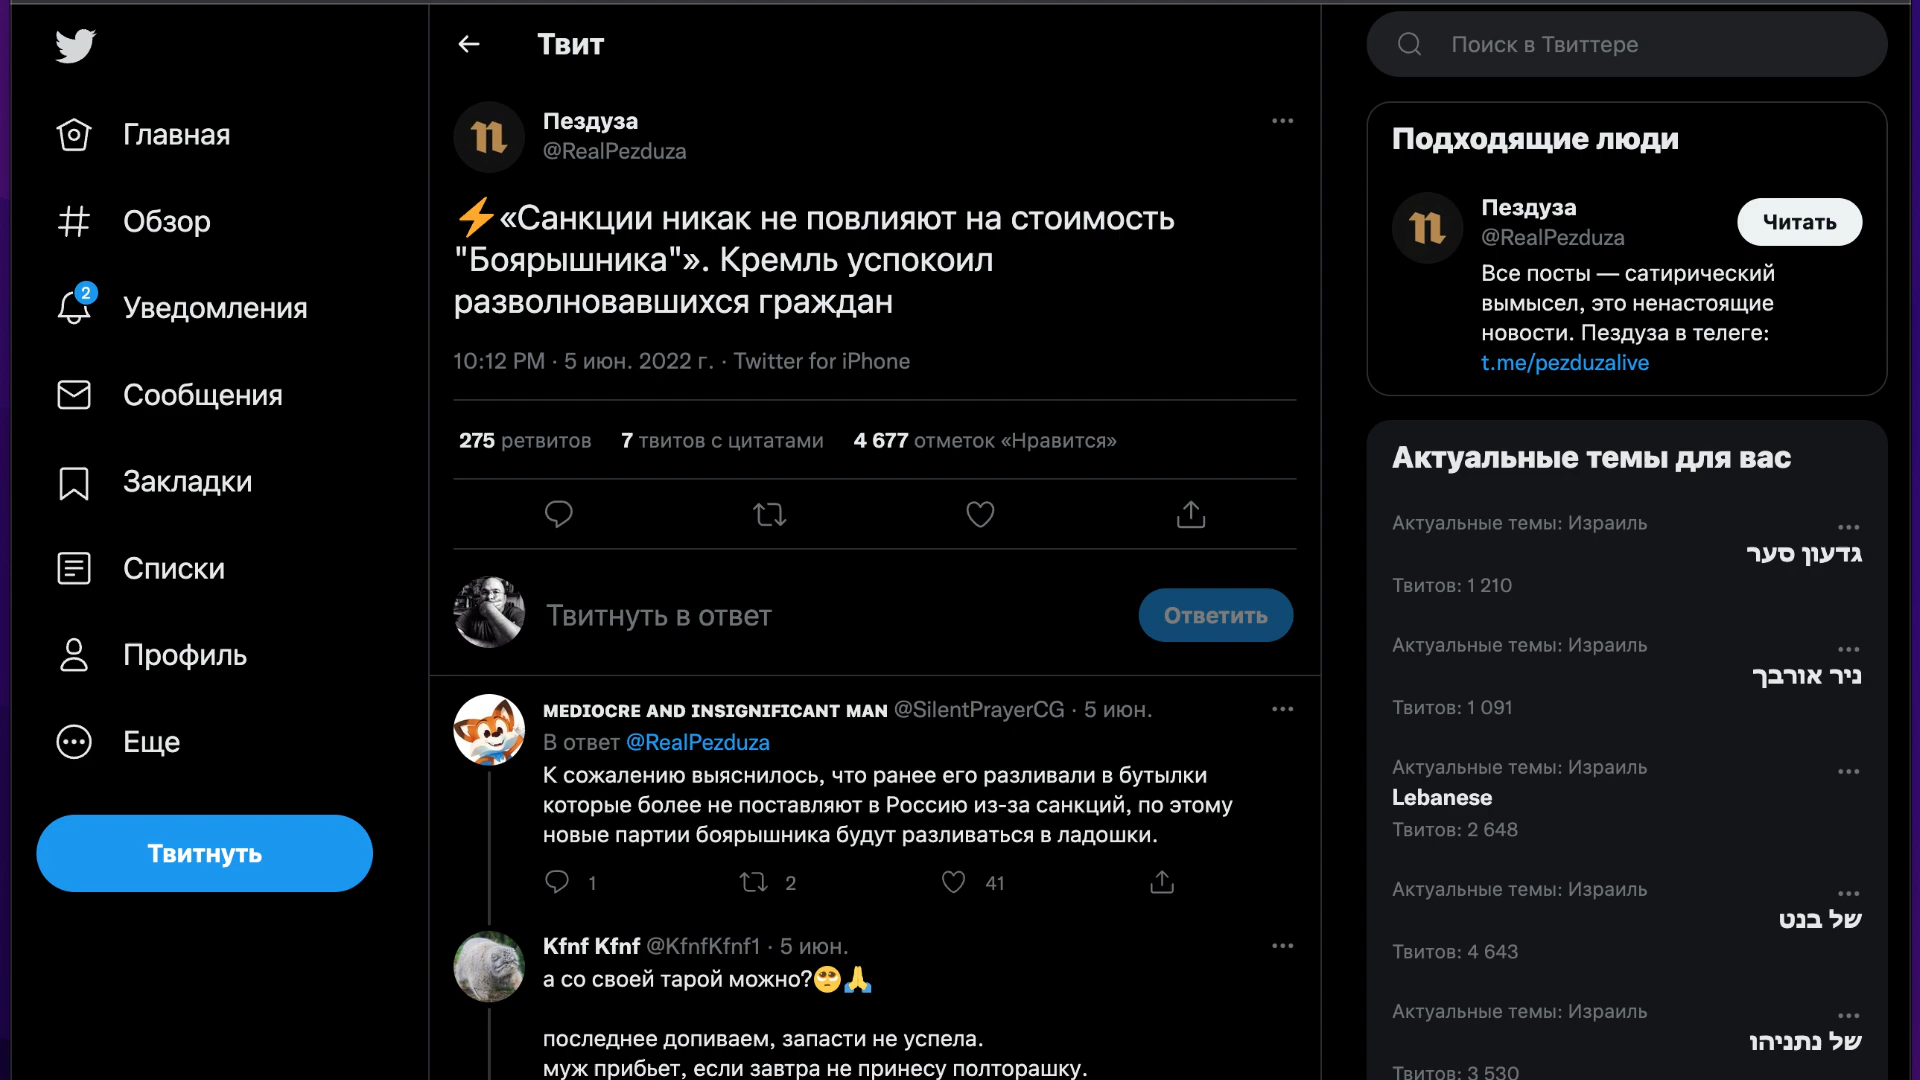 Главная
Обзор
2
Уведомления
Сообщения
Закладки
Списки
Профиль
Еще
Твитнуть
Твит
n
Пездуза
@RealPezduza
⚡«Санкции никак не повлияют на стоимость
"Боярышника"». Кремль успокоил
разволновавшихся граждан
10:12 PM · 5 июн. 2022 г. · Twitter for iPhone
275 ретвитов 7 твитов с цитатами 4 677 отметок «Нравится»
Твитнуть в ответ
Ответить
MEDIOCRE AND INSIGNIFICANT MAN @SilentPrayerCG · 5 июн.
В ответ @RealPezduza
К сожалению выяснилось, что ранее его разливали в бутылки
которые более не поставляют в Россию из-за санкций, по этому
новые партии боярышника будут разливаться в ладошки.
1 2 41
Kfnf Kfnf @KfnfKfnf1 · 5 июн.
а со своей тарой можно?🥺🙏
последнее допиваем, запасти не успела.
муж прибьет, если завтра не принесу полторашку.
Поиск в Твиттере
Подходящие люди
n
Пездуза
@RealPezduza
Читать
Все посты — сатирический
вымысел, это ненастоящие
новости. Пездуза в телеге:
t.me/pezduzalive
Актуальные темы для вас
Актуальные темы: Израиль
גדעון סער
Твитов: 1 210
Актуальные темы: Израиль
ניר אורבך
Твитов: 1 091
Актуальные темы: Израиль
Lebanese
Твитов: 2 648
Актуальные темы: Израиль
של בנט
Твитов: 4 643
Актуальные темы: Израиль
של נתניהו
Твитов: 3 530